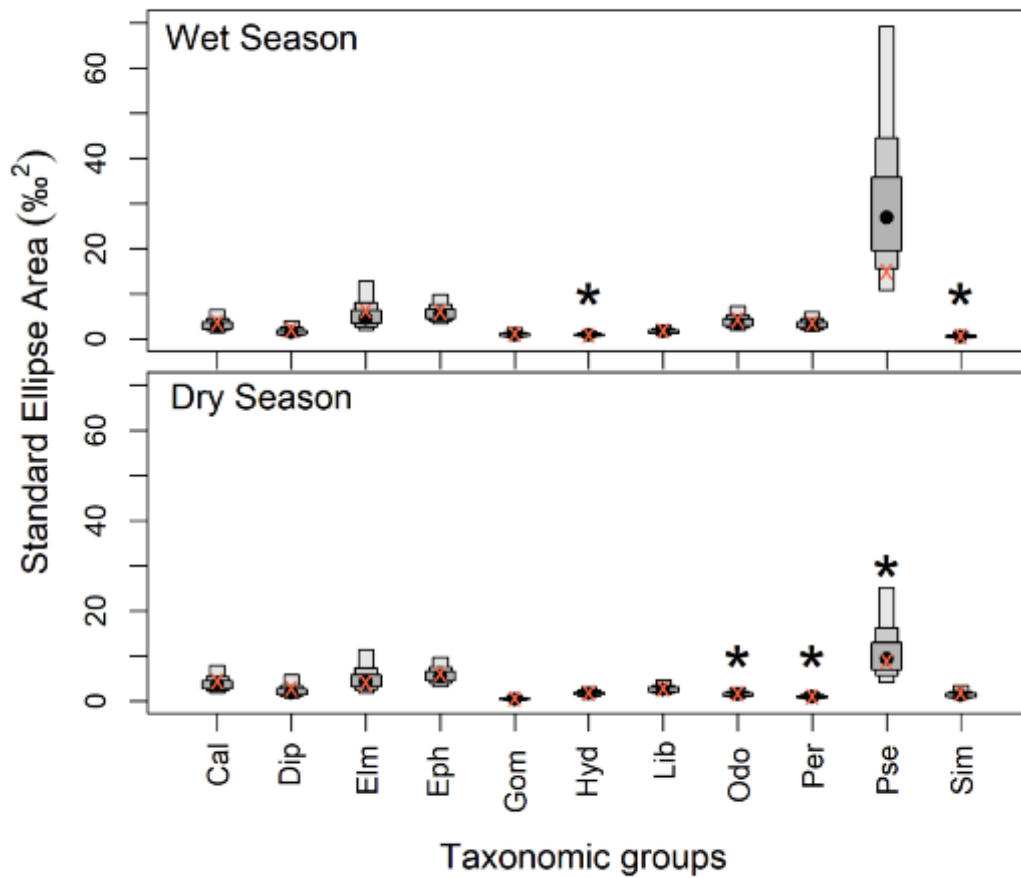 Wet Season
60
40
20
0
*
*
Standard Ellipse Area (‰²)
Dry Season
60
40
20
0
*
*
*
Cal
Dip
Elm
Eph
Gom
Hyd
Lib
Odo
Per
Pse
Sim
Taxonomic groups